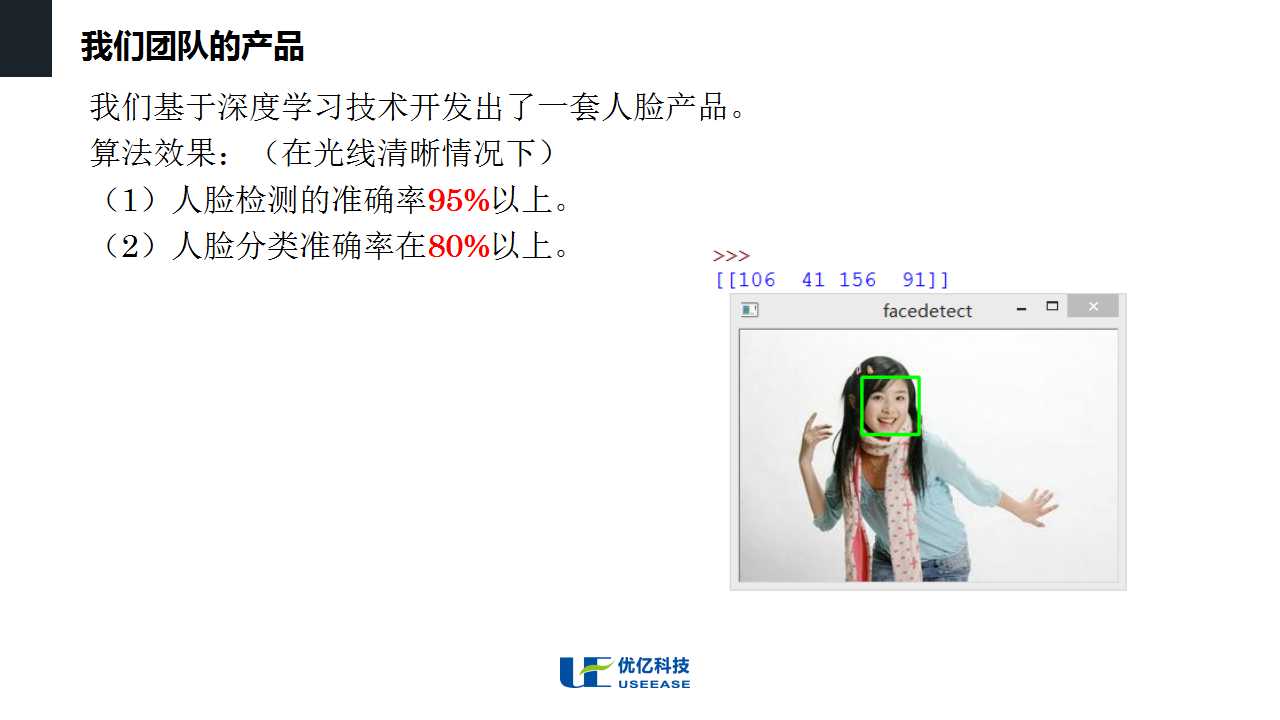 我们团队的产品
我们基于深度学习技术开发出了一套人脸产品。
算法效果：（在光线清晰情况下）
（1）人脸检测的准确率95%以上。
（2）人脸分类准确率在80%以上。
>>>
[[106  41 156  91]]
facedetect
UE 优亿科技
USEEASE